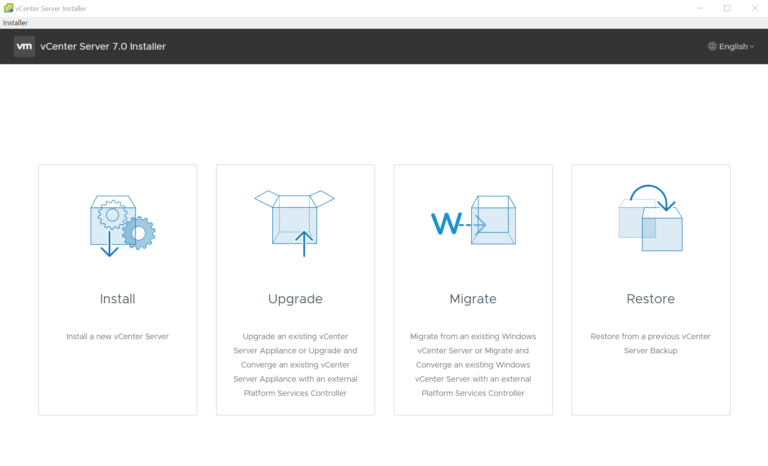 vCenter Server Installer
Installer
vm vCenter Server 7.0 Installer
English
Install
Install a new vCenter Server
Upgrade
Upgrade an existing vCenter
Server Appliance or Upgrade and
Converge an existing vCenter
Server Appliance with an external
Platform Services Controller
W
Migrate
Migrate from an existing Windows
vCenter Server or Migrate and
Converge an existing Windows
vCenter Server with an external
Platform Services Controller
Restore
Restore from a previous vCenter
Server Backup